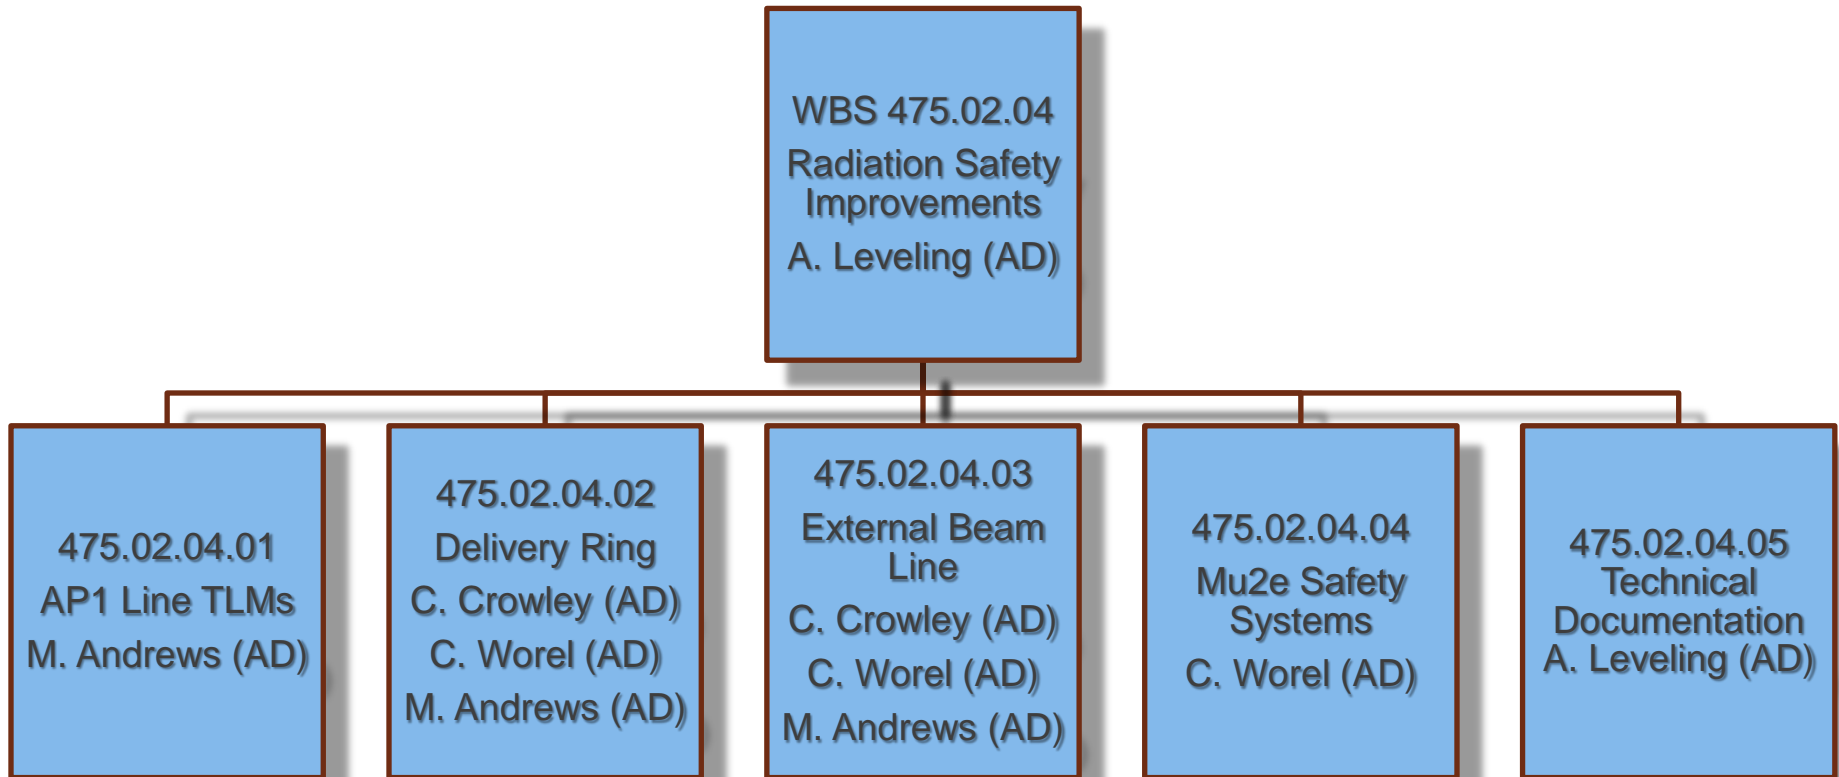 WBS 475.02.04
Radiation Safety
Improvements
A. Leveling (AD)
475.02.04.01
AP1 Line TLMs
M. Andrews (AD)
475.02.04.02
Delivery Ring
C. Crowley (AD)
C. Worel (AD)
M. Andrews (AD)
475.02.04.03
External Beam
Line
C. Crowley (AD)
C. Worel (AD)
M. Andrews (AD)
475.02.04.04
Mu2e Safety
Systems
C. Worel (AD)
475.02.04.05
Technical
Documentation
A. Leveling (AD)